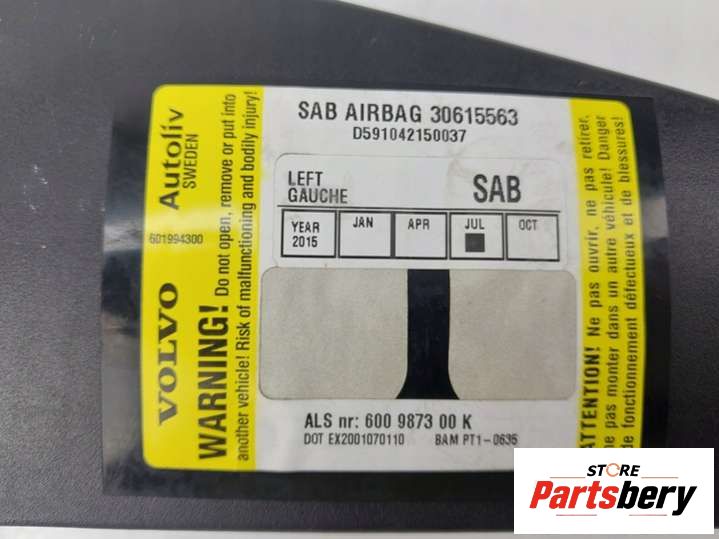 SAB AIRBAG 30615563
D591042150037
LEFT
GAUCHE
SAB
YEAR
2015
JAN
APR
JUL
OCT
ALS nr: 600 9873 00 K
DOT EX2001070110 BAM PT1-0635
Autoliv
SWEDEN
601994300
VOLVO
WARNING! Do not open, remove or put into
another vehicle! Risk of malfunctioning and bodily injury!
ATTENTION! Ne pas ouvrir, ne pas retirer,
ne pas monter dans un autre véhicule! Danger
de fonctionnement défectueux et de blessures!
STORE
Partsbery